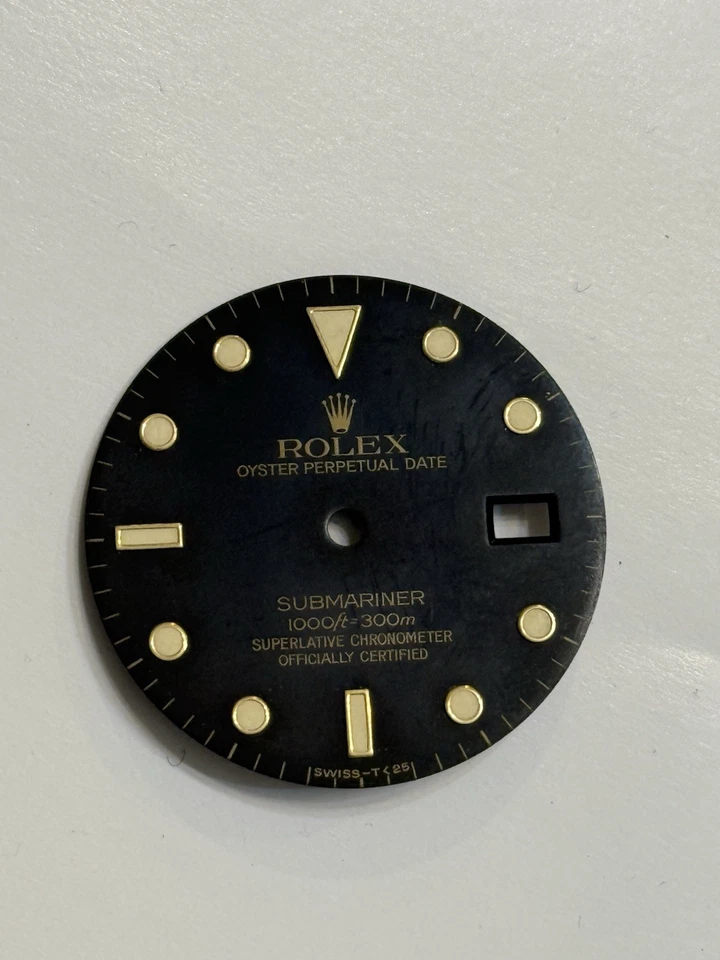 ROLEX
OYSTER PERPETUAL DATE
SUBMARINER
1000ft=300m
SUPERLATIVE CHRONOMETER
OFFICIALLY CERTIFIED
SWISS-T<25